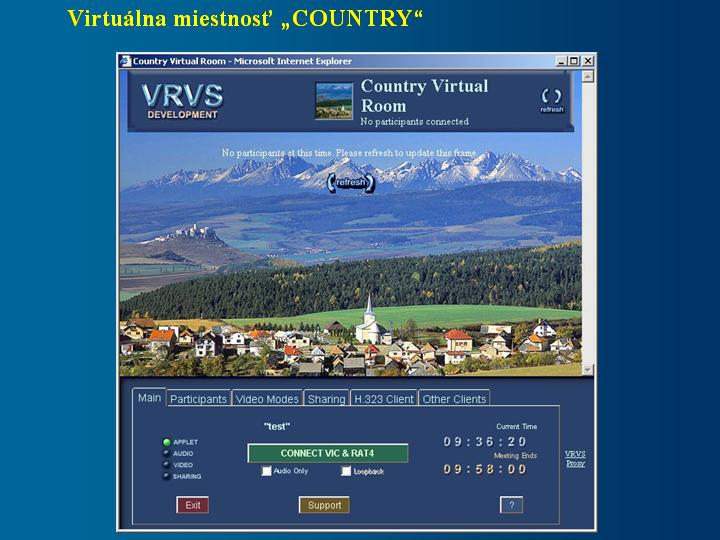 Virtuálna miestnosť „COUNTRY“
Country Virtual Room - Microsoft Internet Explorer
VRVS
DEVELOPMENT
Country Virtual
Room
No participants connected
refresh
No participants at this time. Please refresh to update this frame
refresh
Main Participants Video Modes Sharing H.323 Client Other Clients
"test"
Current Time
APPLET
09:36:20
AUDIO
CONNECT VIC & RAT4
Meeting Ends
VRVS
Proxy
VIDEO
Audio Only Loopback
09:58:00
SHARING
Exit Support ?